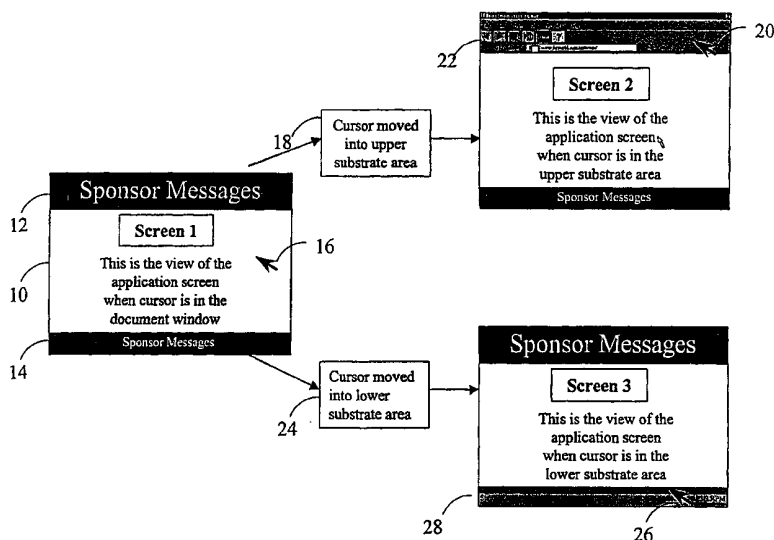 Sponsor Messages
Screen 1
This is the view of the
application screen
when cursor is in the
document window
Sponsor Messages
12
10
14
16
18
Cursor moved
into upper
substrate area
22
20
Screen 2
This is the view of the
application screen
when cursor is in the
upper substrate area
Sponsor Messages
24
Cursor moved
into lower
substrate area
Sponsor Messages
Screen 3
This is the view of the
application screen
when cursor is in the
lower substrate area
28
26